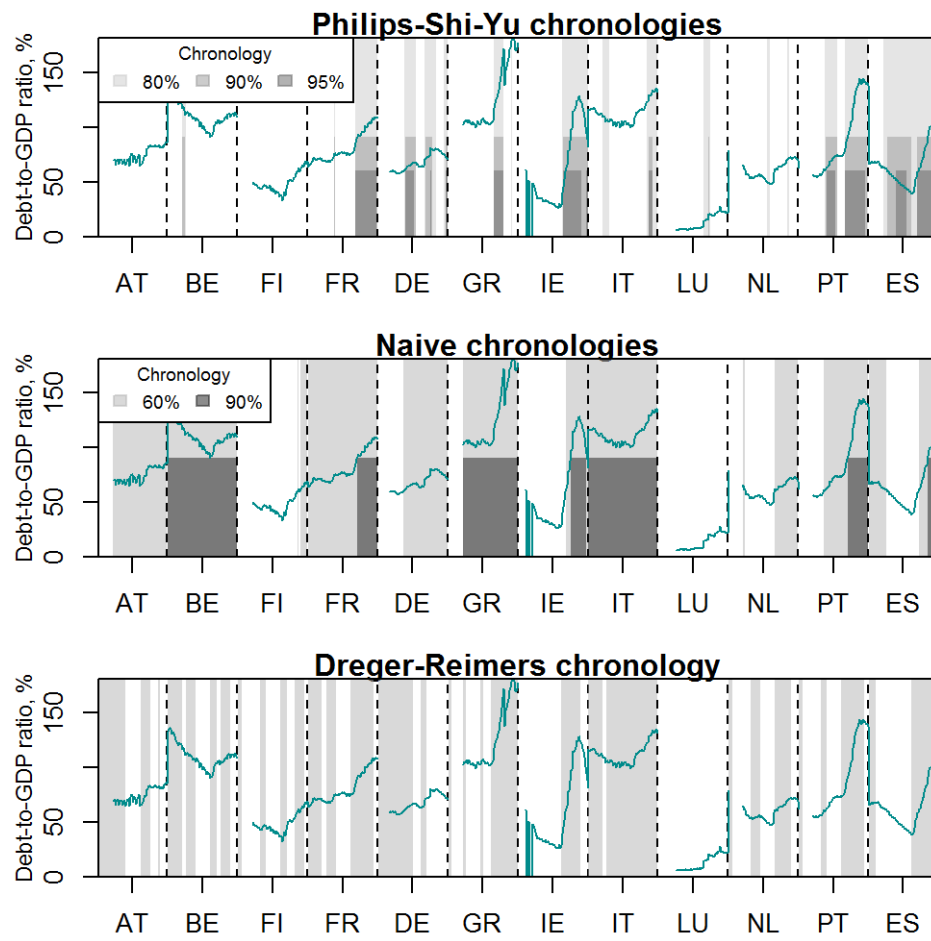 Philips-Shi-Yu chronologies
Chronology
80% 90% 95%
Debt-to-GDP ratio, %
0 50 150
AT BE FI FR DE GR IE IT LU NL PT ES
Naive chronologies
Chronology
60% 90%
Debt-to-GDP ratio, %
0 50 150
AT BE FI FR DE GR IE IT LU NL PT ES
Dreger-Reimers chronology
Debt-to-GDP ratio, %
0 50 150
AT BE FI FR DE GR IE IT LU NL PT ES